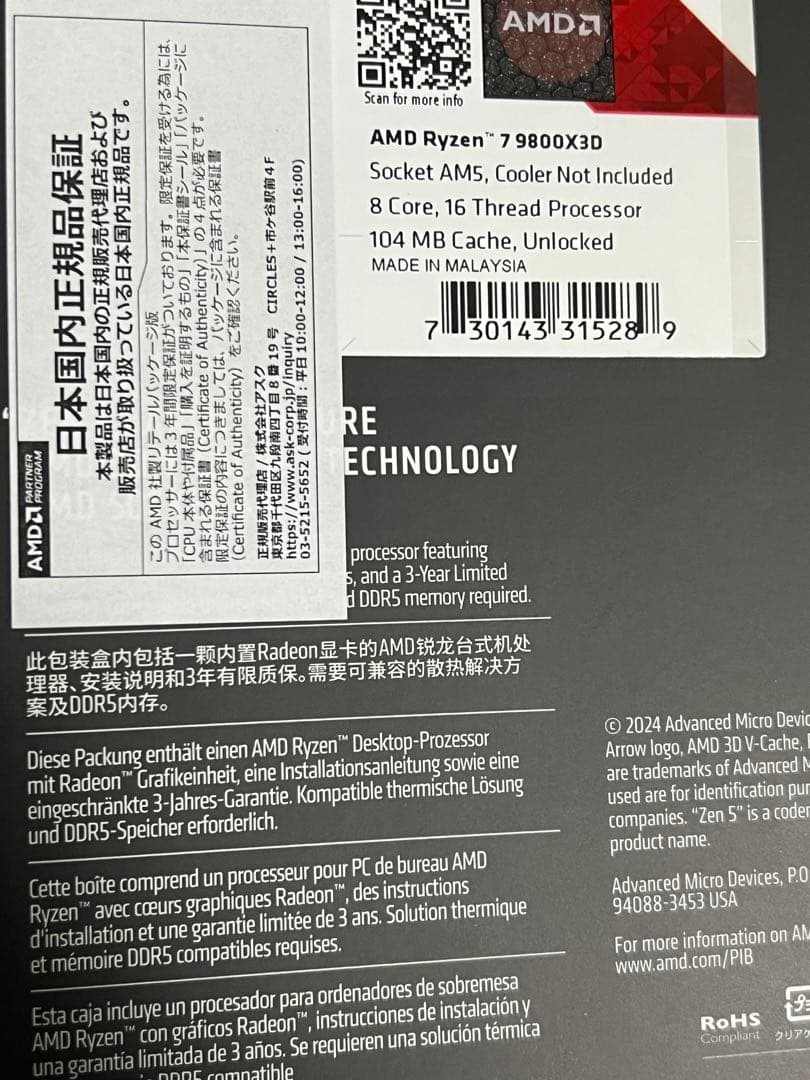 AMD
Scan for more info
AMD Ryzen™ 7 9800X3D
Socket AM5, Cooler Not Included
8 Core, 16 Thread Processor
104 MB Cache, Unlocked
MADE IN MALAYSIA
7 30143 31528 9
AMD PARTNER
PROGRAM
日本国内正規品保証
本製品は日本国内の正規販売代理店および
販売店が取り扱っている日本国内正規品です。
この AMD 社製リテールパッケージ版
プロセッサーには 3 年間限定保証がついております。限定保証を受ける為には、
「CPU 本体や付属品」「購入を証明するもの」「本保証書シール」「パッケージに
含まれる保証書 (Certificate of Authenticity)」の 4 点が必要です。
限定保証の内容につきましては、パッケージに含まれる保証書
(Certificate of Authenticity) をご確認ください。
正規販売代理店 / 株式会社アスク
東京都千代田区九段南四丁目 8 番 19 号 CIRCLES+市ケ谷駅前 4F
https://www.ask-corp.jp/inquiry
03-5215-5652 ( 受付時間 : 平日 10:00-12:00 / 13:00-16:00)
RE
ECHNOLOGY
processor featuring
s, and a 3-Year Limited
d DDR5 memory required.
此包装盒内包括一颗内置Radeon显卡的AMD锐龙台式机处
理器、安装说明和3年有限质保。需要可兼容的散热解决方
案及DDR5内存。
Diese Packung enthält einen AMD Ryzen™ Desktop-Prozessor
mit Radeon™ Grafikeinheit, eine Installationsanleitung sowie eine
eingeschränkte 3-Jahres-Garantie. Kompatible thermische Lösung
und DDR5-Speicher erforderlich.
Cette boîte comprend un processeur pour PC de bureau AMD
Ryzen™ avec cœurs graphiques Radeon™, des instructions
d'installation et une garantie limitée de 3 ans. Solution thermique
et mémoire DDR5 compatibles requises.
Esta caja incluye un procesador para ordenadores de sobremesa
AMD Ryzen™ con gráficos Radeon™, instrucciones de instalación y
una garantía limitada de 3 años. Se requieren una solución térmica
DDR5 compatible
© 2024 Advanced Micro Devic
Arrow logo, AMD 3D V-Cache,
are trademarks of Advanced M
used are for identification pur
companies. “Zen 5” is a coden
product name.
Advanced Micro Devices, P.O
94088-3453 USA
For more information on AM
www.amd.com/PIB
RoHS
Compliant
クリアケ